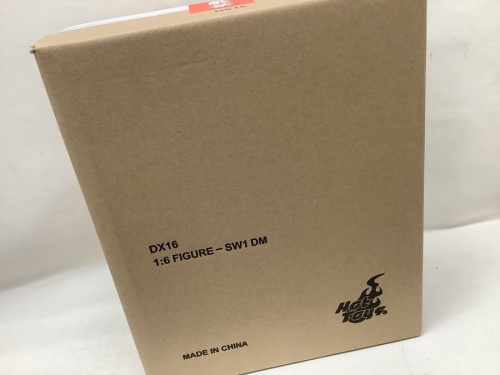 DX16
1:6 FIGURE – SW1 DM
Hot
Toys
MADE IN CHINA